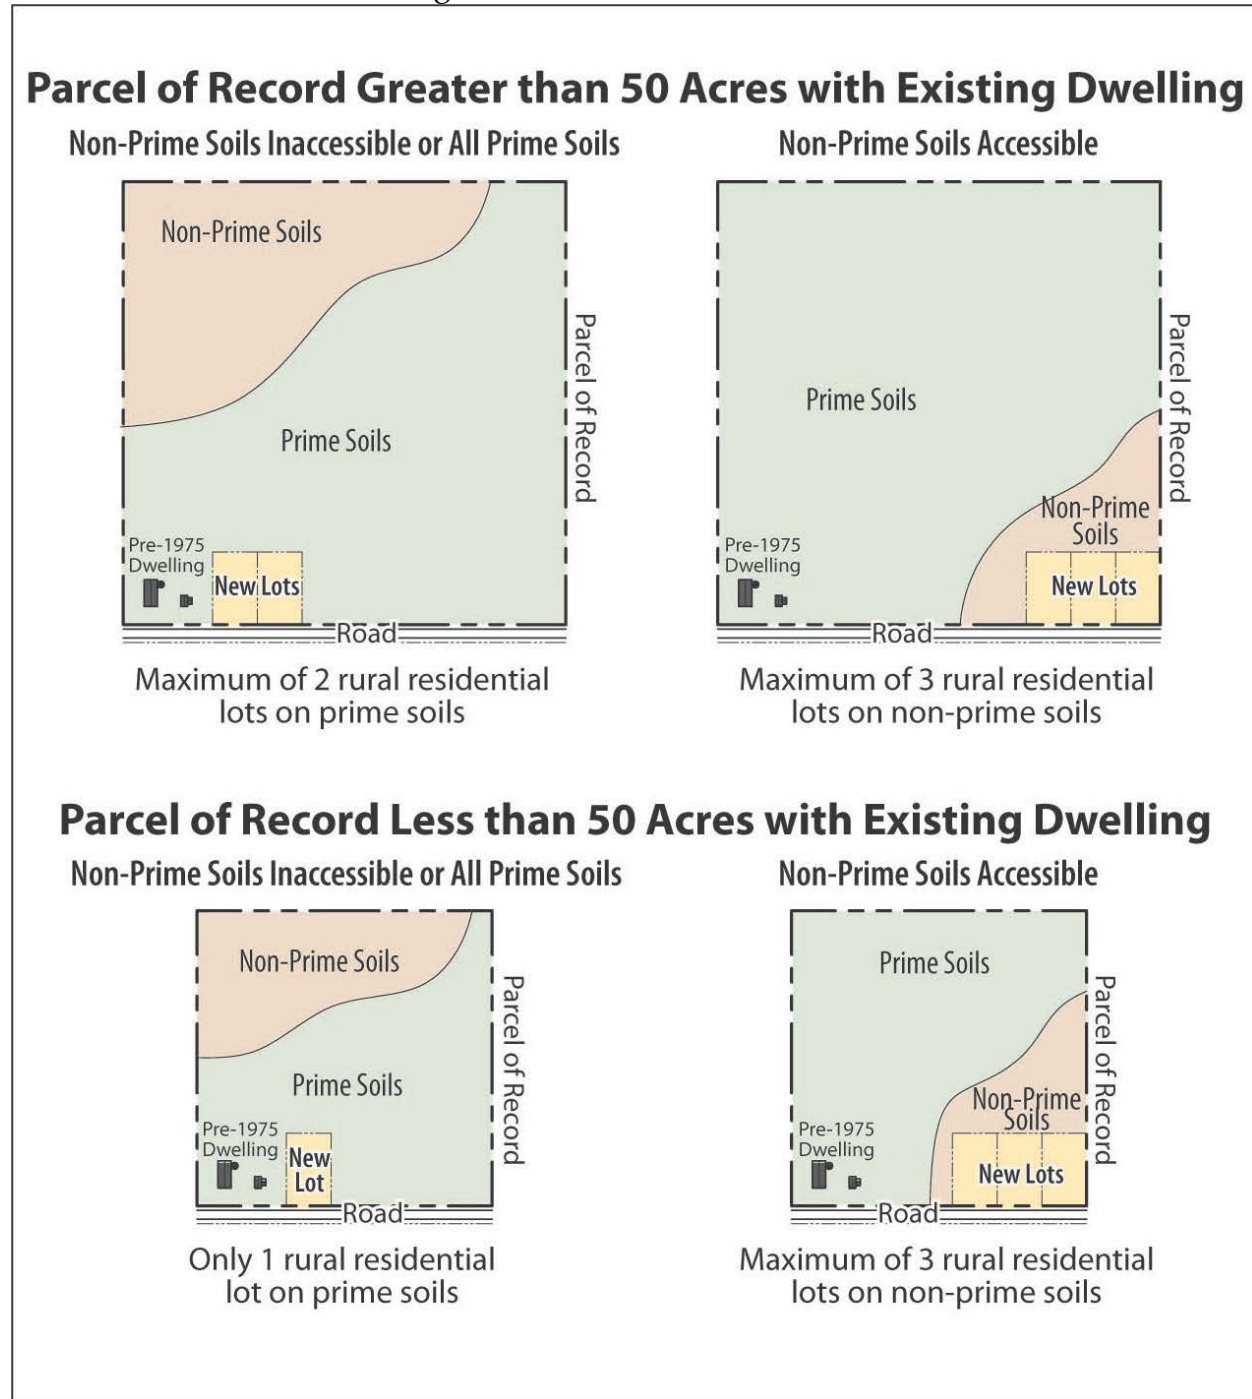 Parcel of Record Greater than 50 Acres with Existing Dwelling
Non-Prime Soils Inaccessible or All Prime Soils
Non-Prime Soils
Prime Soils
Parcel of Record
Pre-1975
Dwelling
New Lots
Road
Maximum of 2 rural residential
lots on prime soils
Non-Prime Soils Accessible
Prime Soils
Parcel of Record
Non-Prime
Soils
Pre-1975
Dwelling
New Lots
Road
Maximum of 3 rural residential
lots on non-prime soils
Parcel of Record Less than 50 Acres with Existing Dwelling
Non-Prime Soils Inaccessible or All Prime Soils
Non-Prime Soils
Prime Soils
Parcel of Record
Pre-1975
Dwelling
New
Lot
Road
Only 1 rural residential
lot on prime soils
Non-Prime Soils Accessible
Prime Soils
Parcel of Record
Non-Prime
Soils
Pre-1975
Dwelling
New Lots
Road
Maximum of 3 rural residential
lots on non-prime soils